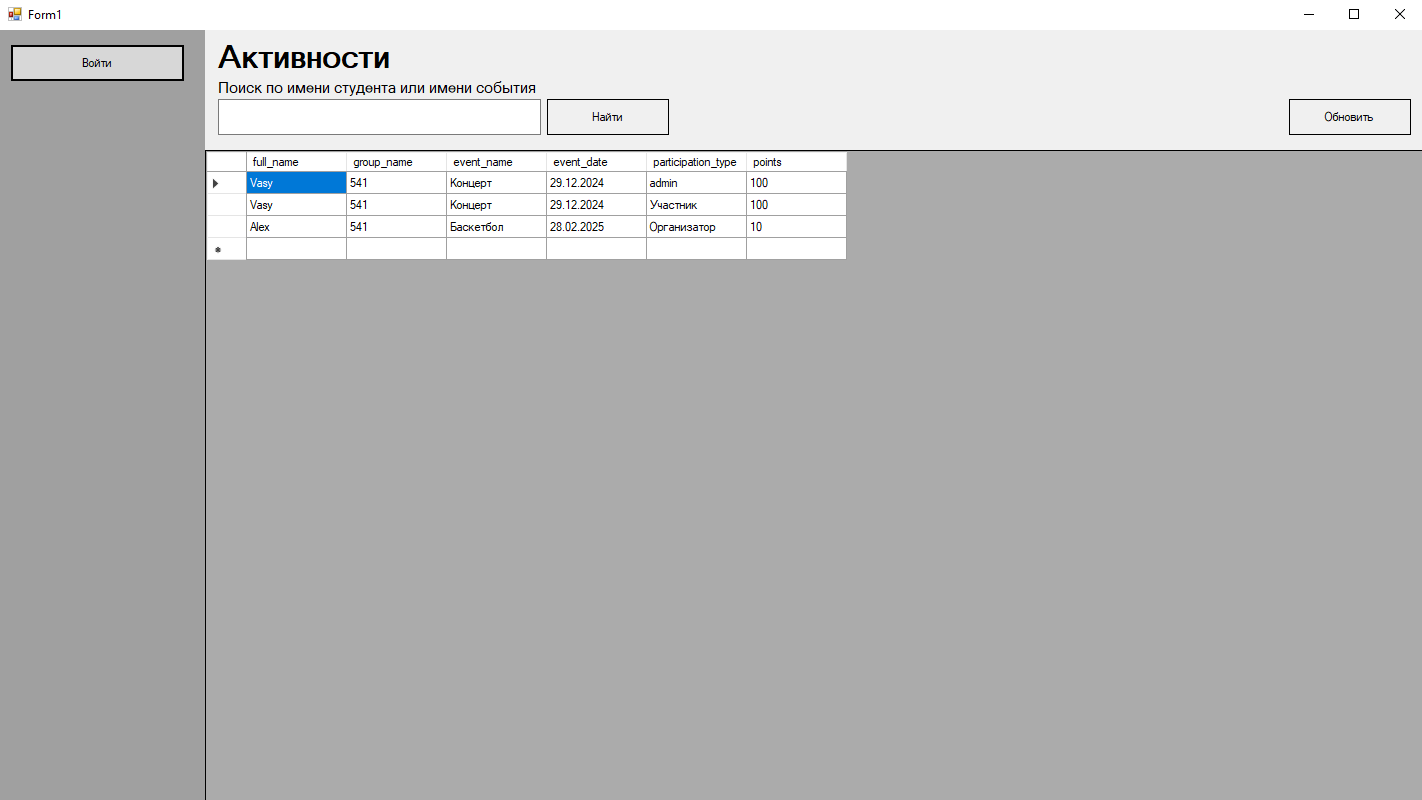 Form1
Войти
Активности
Поиск по имени студента или имени события
Найти
Обновить
full_name group_name event_name event_date participation_type points
Vasy 541 Концерт 29.12.2024 admin 100
Vasy 541 Концерт 29.12.2024 Участник 100
Alex 541 Баскетбол 28.02.2025 Организатор 10